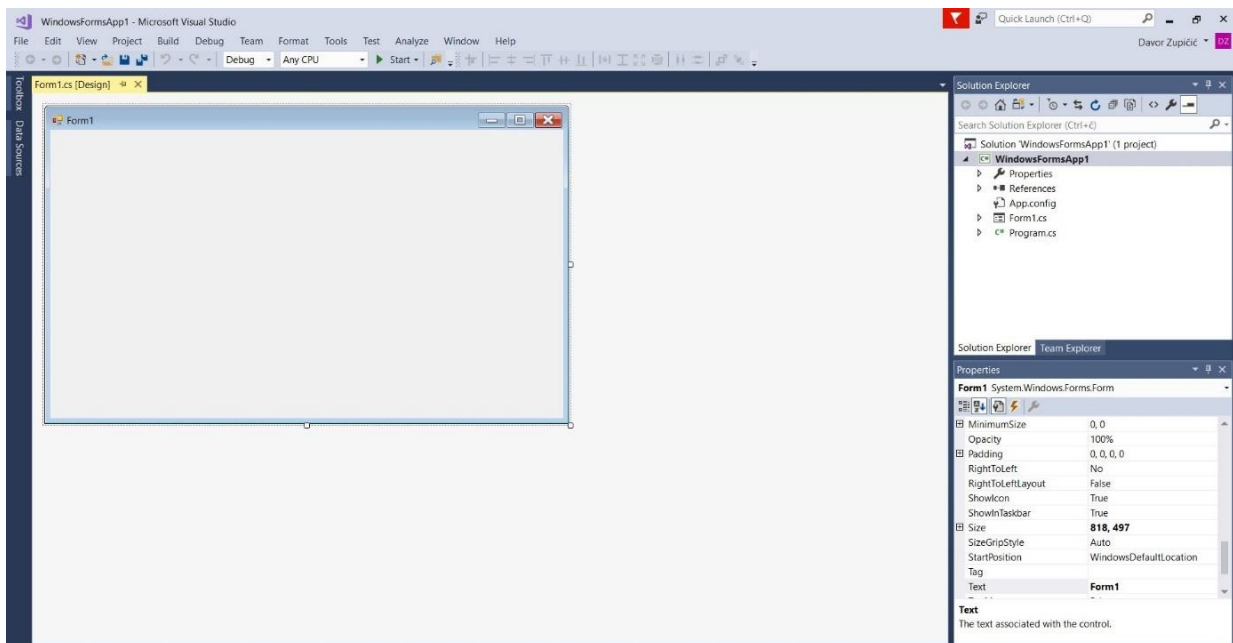 WindowsFormsApp1 - Microsoft Visual Studio
Quick Launch (Ctrl+Q)
File Edit View Project Build Debug Team Format Tools Test Analyze Window Help
Davor Zupičić DZ
Debug Any CPU Start
Toolbox
Data Sources
Form1.cs [Design]
Form1
Solution Explorer
Search Solution Explorer (Ctrl+č)
Solution 'WindowsFormsApp1' (1 project)
C# WindowsFormsApp1
Properties
References
App.config
Form1.cs
C# Program.cs
Solution Explorer Team Explorer
Properties
Form1 System.Windows.Forms.Form
MinimumSize 0, 0
Opacity 100%
Padding 0, 0, 0, 0
RightToLeft No
RightToLeftLayout False
ShowIcon True
ShowInTaskbar True
Size 818, 497
SizeGripStyle Auto
StartPosition WindowsDefaultLocation
Tag
Text Form1
Text
The text associated with the control.